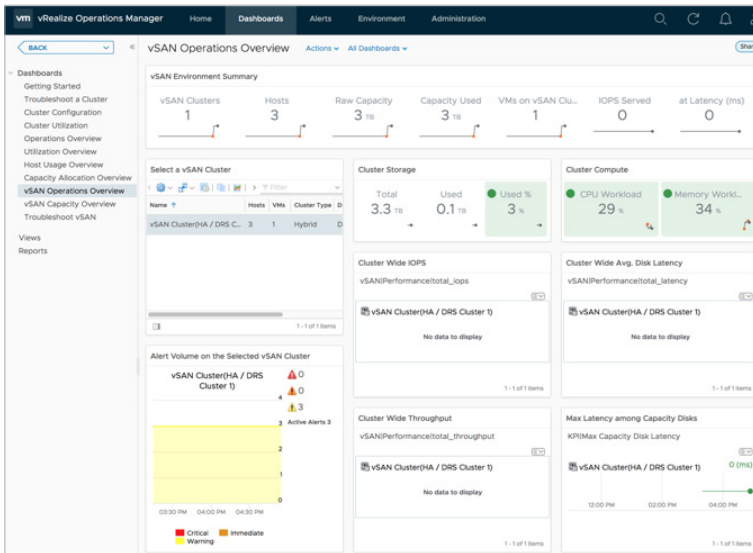 vm vRealize Operations Manager Home Dashboards Alerts Environment Administration
BACK
vSAN Operations Overview Actions All Dashboards Shar
Dashboards
Getting Started
Troubleshoot a Cluster
Cluster Configuration
Cluster Utilization
Operations Overview
Utilization Overview
Host Usage Overview
Capacity Allocation Overview
vSAN Operations Overview
vSAN Capacity Overview
Troubleshoot vSAN
Views
Reports
vSAN Environment Summary
vSAN Clusters Hosts Raw Capacity Capacity Used VMs on vSAN Clu... IOPS Served at Latency (ms)
1 3 3 TB 3 TB 1 0 0
Select a vSAN Cluster
Filter
Name Hosts VMs Cluster Type D
vSAN Cluster(HA / DRS C... 3 1 Hybrid D
1 - 1 of 1 items
Cluster Storage
Total Used Used %
3.3 TB 0.1 TB 3 %
Cluster Compute
CPU Workload Memory Workl...
29 % 34 %
Cluster Wide IOPS
vSAN|Performance|total_iops
vSAN Cluster(HA / DRS Cluster 1)
No data to display
1 - 1 of 1 items
Cluster Wide Avg. Disk Latency
vSAN|Performance|total_latency
vSAN Cluster(HA / DRS Cluster 1)
No data to display
1 - 1 of 1 items
Alert Volume on the Selected vSAN Cluster
vSAN Cluster(HA / DRS
Cluster 1)
0
0
3
Active Alerts 3
4
3
2
1
0
03:30 PM 04:00 PM 04:30 PM
Critical Immediate
Warning
Cluster Wide Throughput
vSAN|Performance|total_throughput
vSAN Cluster(HA / DRS Cluster 1)
No data to display
1 - 1 of 1 items
Max Latency among Capacity Disks
KPI|Max Capacity Disk Latency
vSAN Cluster(HA / DRS Cluster 1) 0 (ms)
12:00 PM 02:00 PM 04:00 PM
1 - 1 of 1 items